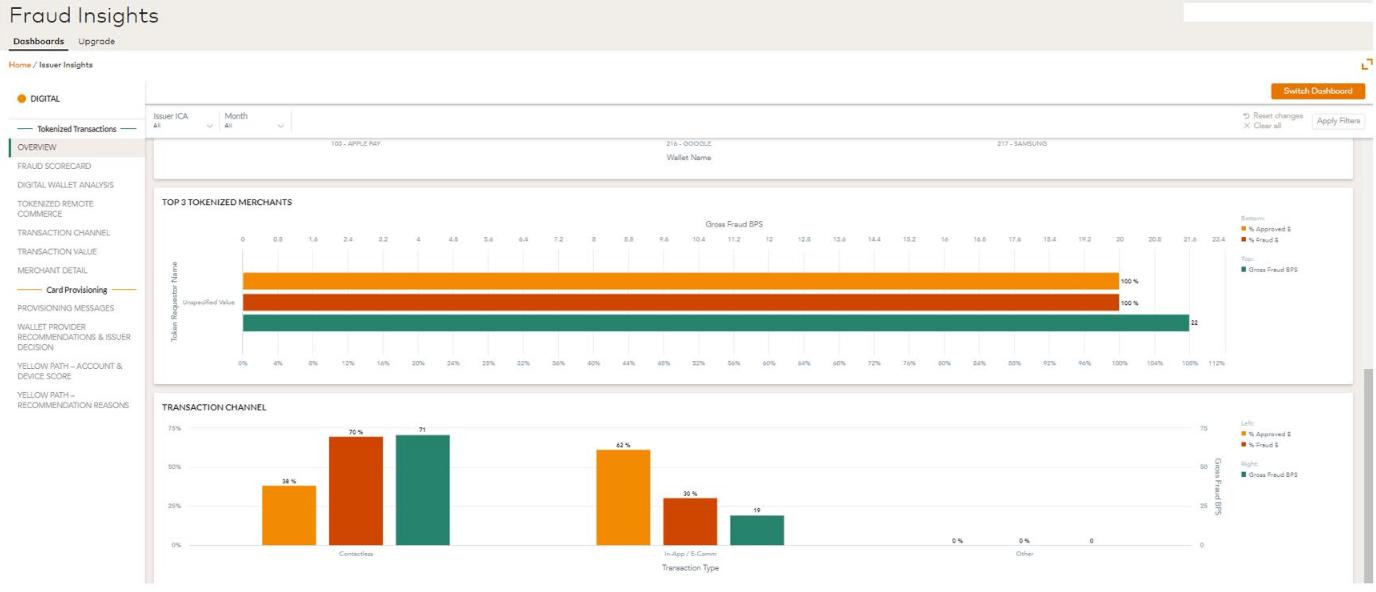 Fraud Insights
Dashboards Upgrade
Home / Issuer Insights
Switch Dashboard
DIGITAL
Tokenized Transactions
OVERVIEW
FRAUD SCORECARD
DIGITAL WALLET ANALYSIS
TOKENIZED REMOTE
COMMERCE
TRANSACTION CHANNEL
TRANSACTION VALUE
MERCHANT DETAIL
Card Provisioning
PROVISIONING MESSAGES
WALLET PROVIDER
RECOMMENDATIONS & ISSUER
DECISION
YELLOW PATH – ACCOUNT &
DEVICE SCORE
YELLOW PATH –
RECOMMENDATION REASONS
Issuer ICA Month
All All
Reset changes
Clear all
Apply Filters
103 - APPLE PAY 216 - GOOGLE 217 - SAMSUNG
Wallet Name
TOP 3 TOKENIZED MERCHANTS
Gross Fraud BPS
0 0.8 1.6 2.4 3.2 4 4.8 5.6 6.4 7.2 8 8.8 9.6 10.4 11.2 12 12.8 13.6 14.4 15.2 16 16.8 17.6 18.4 19.2 20 20.8 21.6 22.4
Token Requestor Name
Unspecified Value
100 %
100 %
22
0% 4% 8% 12% 16% 20% 24% 28% 32% 36% 40% 44% 48% 52% 56% 60% 64% 68% 72% 76% 80% 84% 88% 92% 96% 100% 104% 108% 112%
Bottom:
% Approved $
% Fraud $
Top:
Gross Fraud BPS
TRANSACTION CHANNEL
75%
50%
25%
0%
38 % 70 % 71
62 % 30 % 19
0 % 0 % 0
Contactless In-App / E-Comm Other
Transaction Type
75
50
25
0
Gross Fraud BPS
Left:
% Approved $
% Fraud $
Right:
Gross Fraud BPS